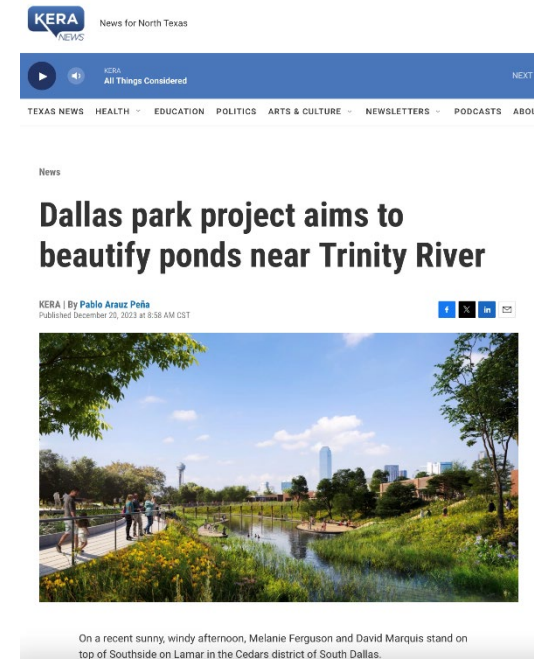 KERA
NEWS
News for North Texas
KERA
All Things Considered
NEXT
TEXAS NEWS HEALTH EDUCATION POLITICS ARTS & CULTURE NEWSLETTERS PODCASTS ABOU
News
Dallas park project aims to
beautify ponds near Trinity River
KERA | By Pablo Arauz Peña
Published December 20, 2023 at 8:58 AM CST
On a recent sunny, windy afternoon, Melanie Ferguson and David Marquis stand on
top of Southside on Lamar in the Cedars district of South Dallas.